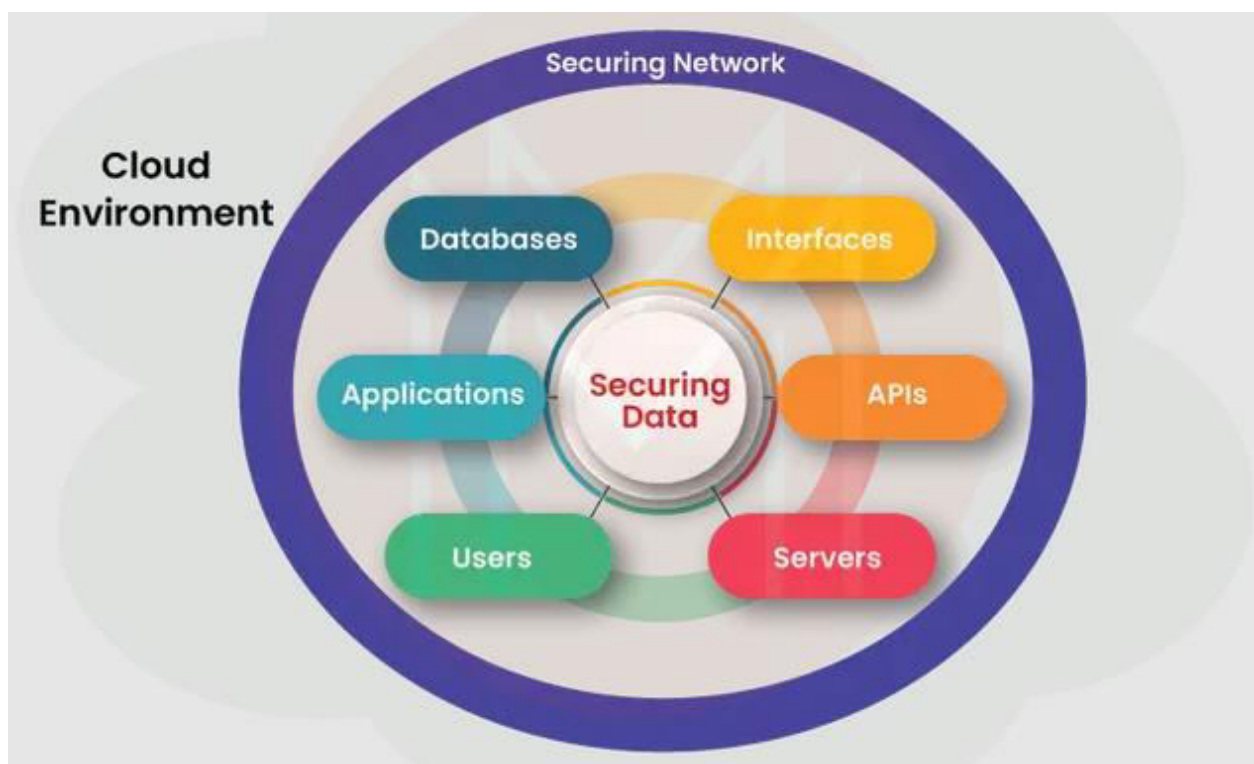 Securing Network
Cloud
Environment
Databases
Interfaces
Applications
Securing
Data
APIs
Users
Servers